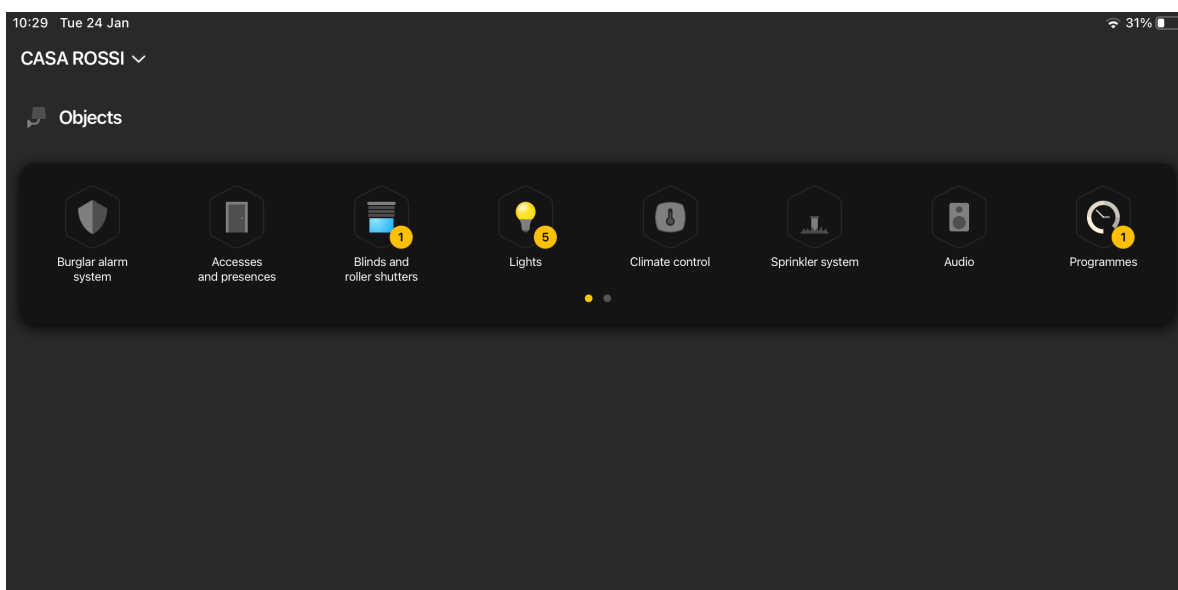 10:29 Tue 24 Jan
31%
CASA ROSSI
Objects
1
5
1
Burglar alarm
system
Accesses
and presences
Blinds and
roller shutters
Lights
Climate control
Sprinkler system
Audio
Programmes